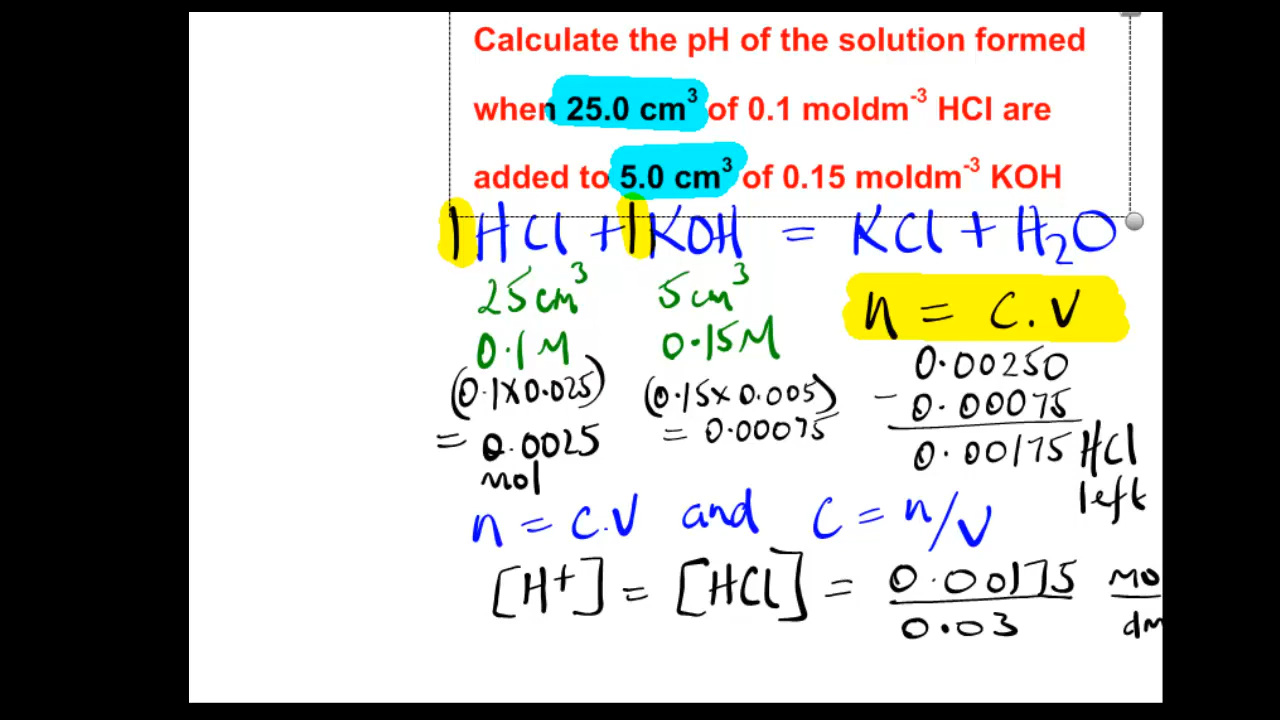 Calculate the pH of the solution formed
when 25.0 cm³ of 0.1 moldm⁻³ HCl are
added to 5.0 cm³ of 0.15 moldm⁻³ KOH
1HCl + 1KOH = KCl + H₂O
25cm³ 5cm³ n = C.V
0.1M 0.15M 0.00250
(0.1x0.025) (0.15x0.005) - 0.00075
= 0.0025 = 0.00075 0.00175 HCl
mol left
n = C.V and C = n/V
[H+] = [HCl] = 0.00175 mo
0.03 dm